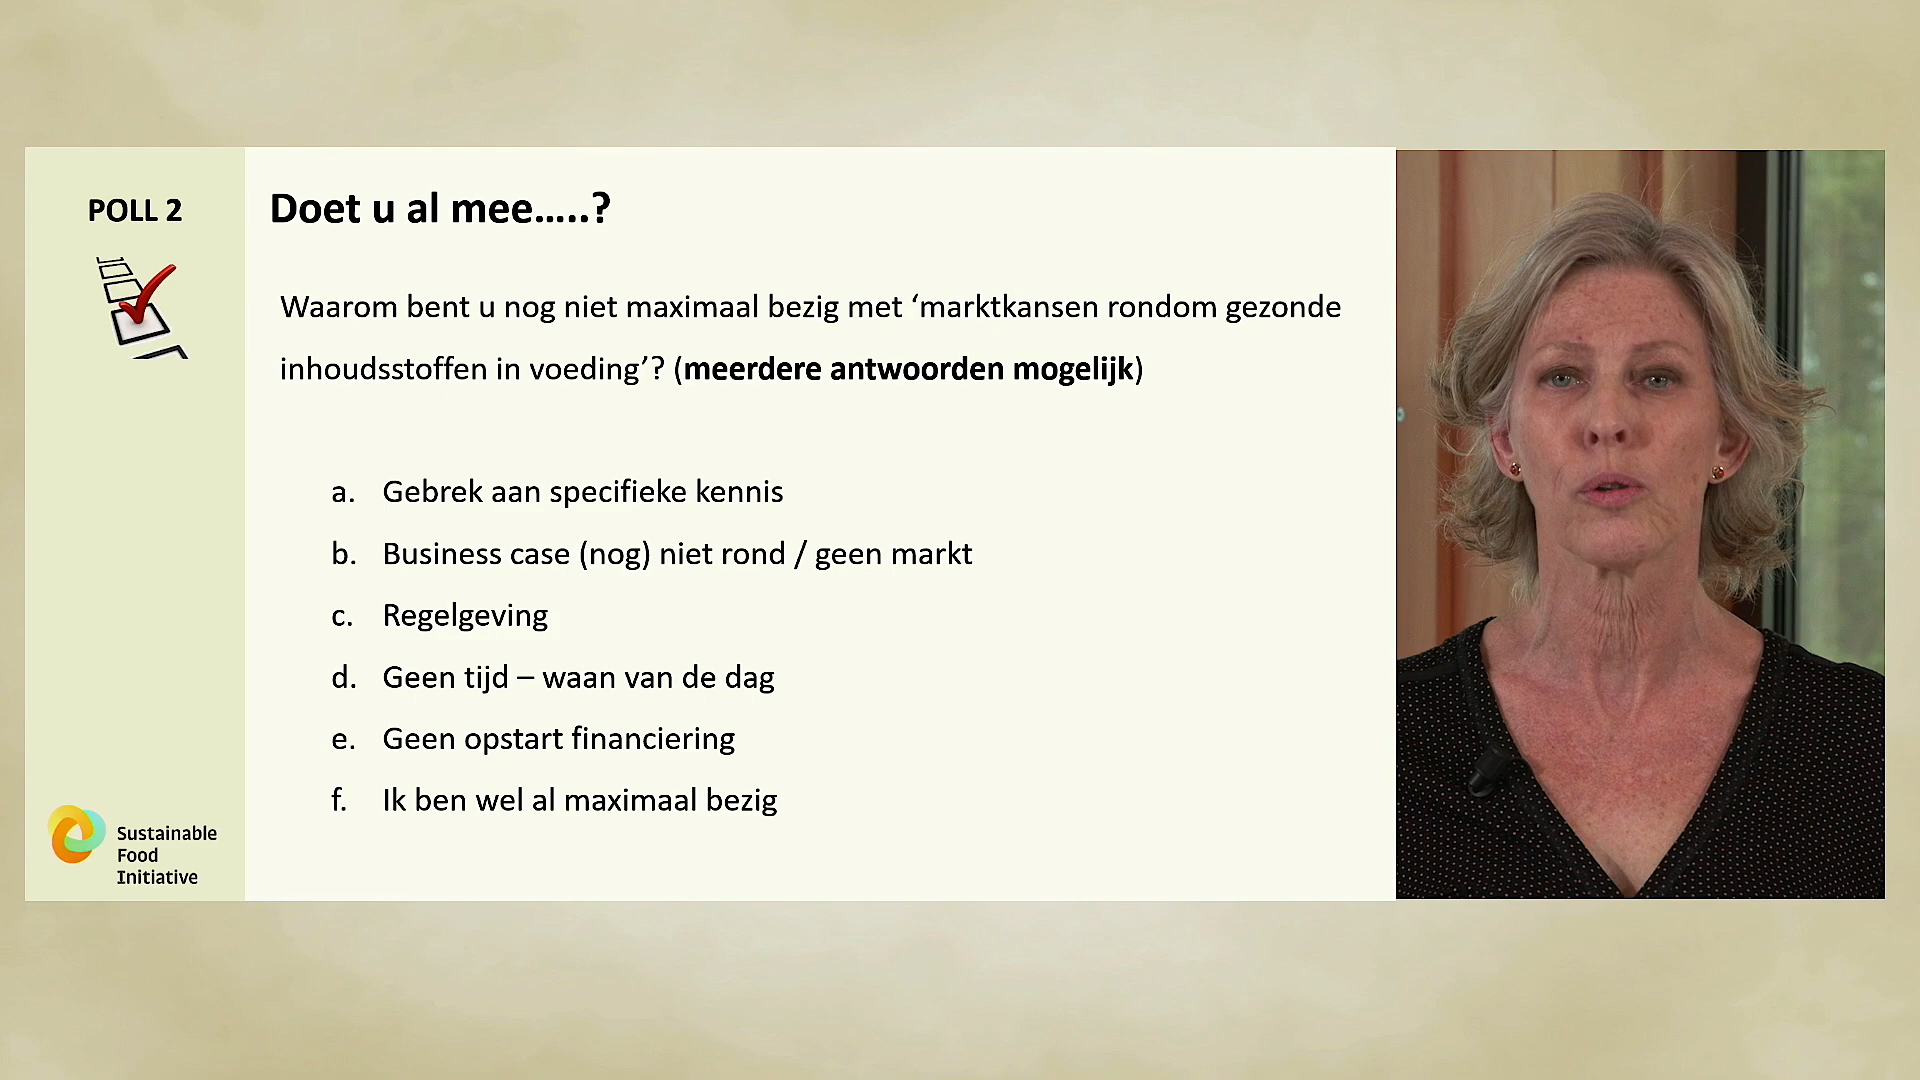 POLL 2
Doet u al mee…..?
Waarom bent u nog niet maximaal bezig met ‘marktkansen rondom gezonde
inhoudsstoffen in voeding’? (meerdere antwoorden mogelijk)
a. Gebrek aan specifieke kennis
b. Business case (nog) niet rond / geen markt
c. Regelgeving
d. Geen tijd – waan van de dag
e. Geen opstart financiering
f. Ik ben wel al maximaal bezig
Sustainable
Food
Initiative